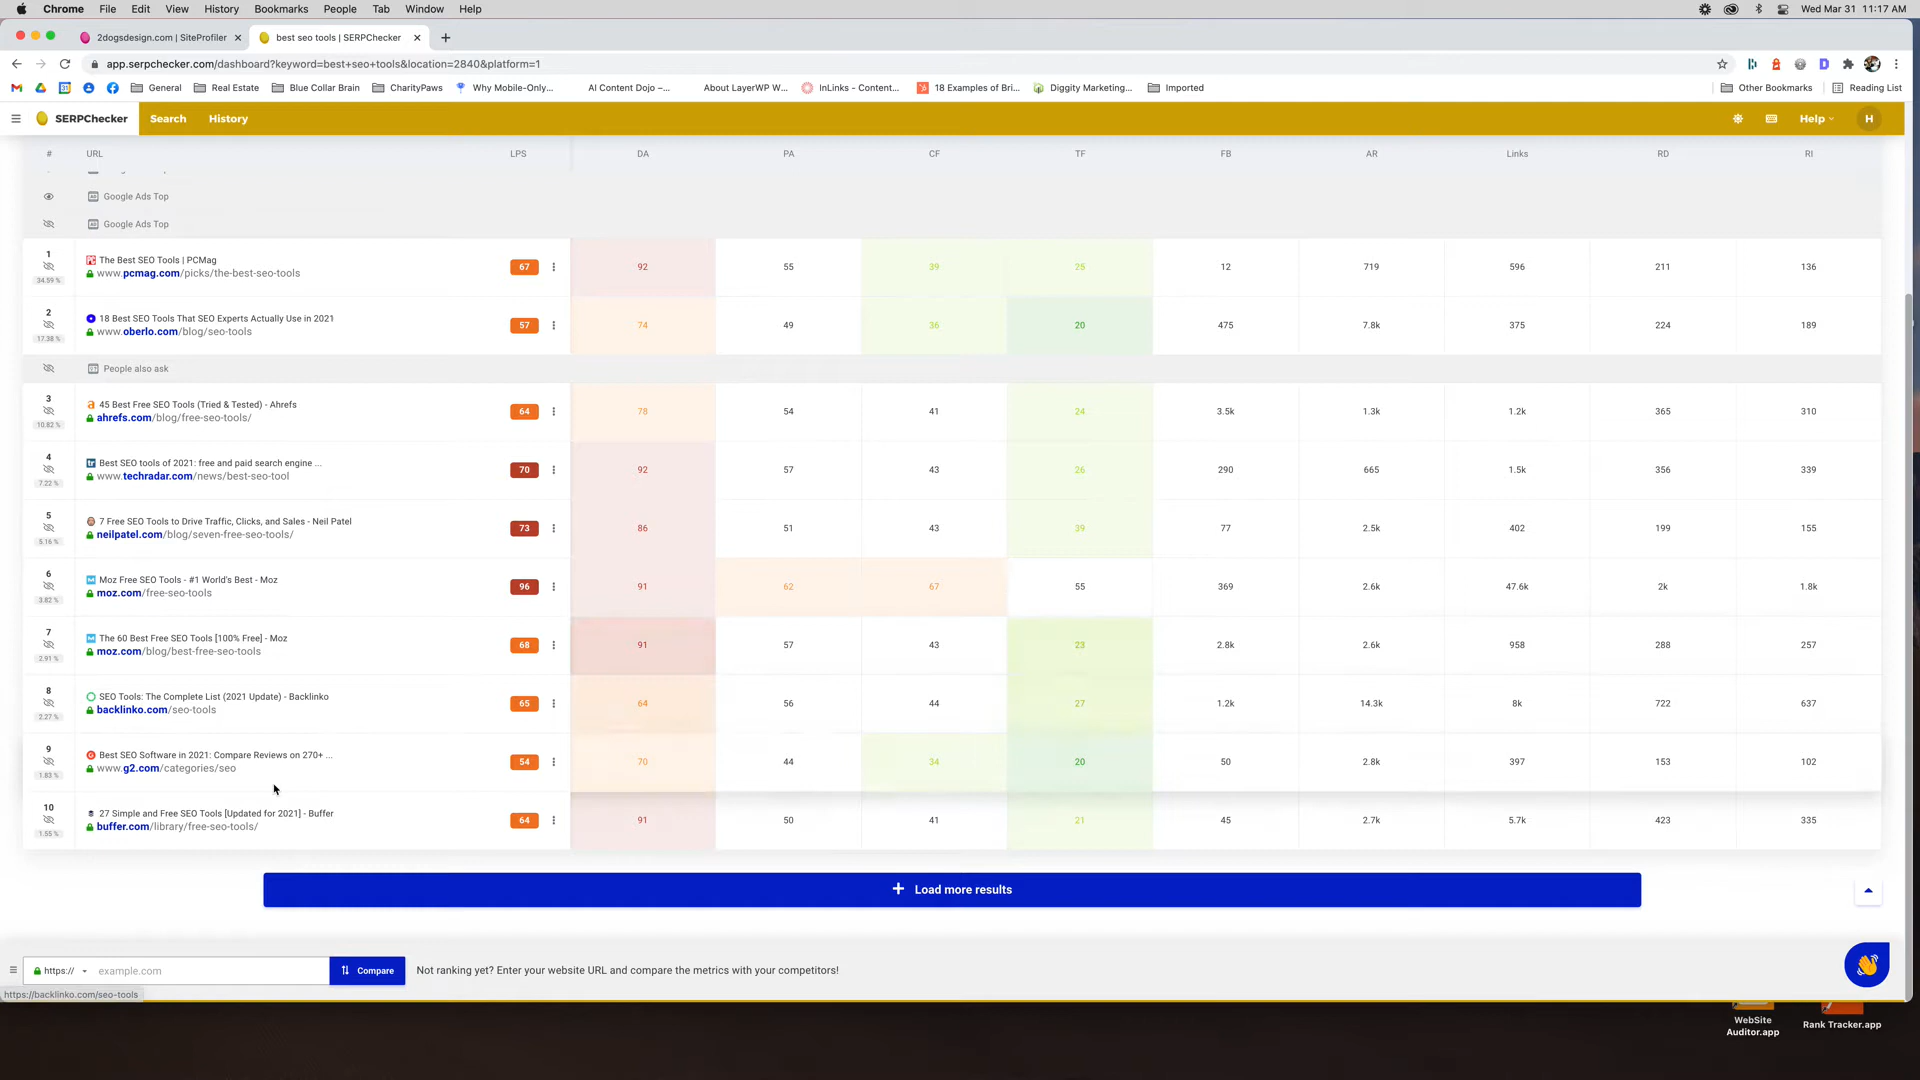 Chrome File Edit View History Bookmarks People Tab Window Help Wed Mar 31 11:17 AM
2dogsdesign.com | SiteProfiler best seo tools | SERPChecker
app.serpchecker.com/dashboard?keyword=best+seo+tools&location=2840&platform=1
General Real Estate Blue Collar Brain CharityPaws Why Mobile-Only... AI Content Dojo –... About LayerWP W... InLinks - Content... 18 Examples of Bri... Diggity Marketing... Imported Other Bookmarks Reading List
SERPChecker Search History Help H
# URL LPS DA PA CF TF FB AR Links RD RI
Google Ads Top
Google Ads Top
1 The Best SEO Tools | PCMag
www.pcmag.com/picks/the-best-seo-tools 67 92 55 39 25 12 719 596 211 136
34.59 %
2 18 Best SEO Tools That SEO Experts Actually Use in 2021
www.oberlo.com/blog/seo-tools 57 74 49 36 20 475 7.8k 375 224 189
17.38 %
People also ask
3 45 Best Free SEO Tools (Tried & Tested) - Ahrefs
ahrefs.com/blog/free-seo-tools/ 64 78 54 41 24 3.5k 1.3k 1.2k 365 310
10.82 %
4 Best SEO tools of 2021: free and paid search engine ...
www.techradar.com/news/best-seo-tool 70 92 57 43 26 290 665 1.5k 356 339
7.22 %
5 7 Free SEO Tools to Drive Traffic, Clicks, and Sales - Neil Patel
neilpatel.com/blog/seven-free-seo-tools/ 73 86 51 43 39 77 2.5k 402 199 155
5.16 %
6 Moz Free SEO Tools - #1 World's Best - Moz
moz.com/free-seo-tools 96 91 62 67 55 369 2.6k 47.6k 2k 1.8k
3.82 %
7 The 60 Best Free SEO Tools [100% Free] - Moz
moz.com/blog/best-free-seo-tools 68 91 57 43 23 2.8k 2.6k 958 288 257
2.91 %
8 SEO Tools: The Complete List (2021 Update) - Backlinko
backlinko.com/seo-tools 65 64 56 44 27 1.2k 14.3k 8k 722 637
2.27 %
9 Best SEO Software in 2021: Compare Reviews on 270+ ...
www.g2.com/categories/seo 54 70 44 34 20 50 2.8k 397 153 102
1.83 %
10 27 Simple and Free SEO Tools [Updated for 2021] - Buffer
buffer.com/library/free-seo-tools/ 64 91 50 41 21 45 2.7k 5.7k 423 335
1.55 %
+ Load more results
https:// example.com Compare Not ranking yet? Enter your website URL and compare the metrics with your competitors!
https://backlinko.com/seo-tools
WebSite Auditor.app Rank Tracker.app